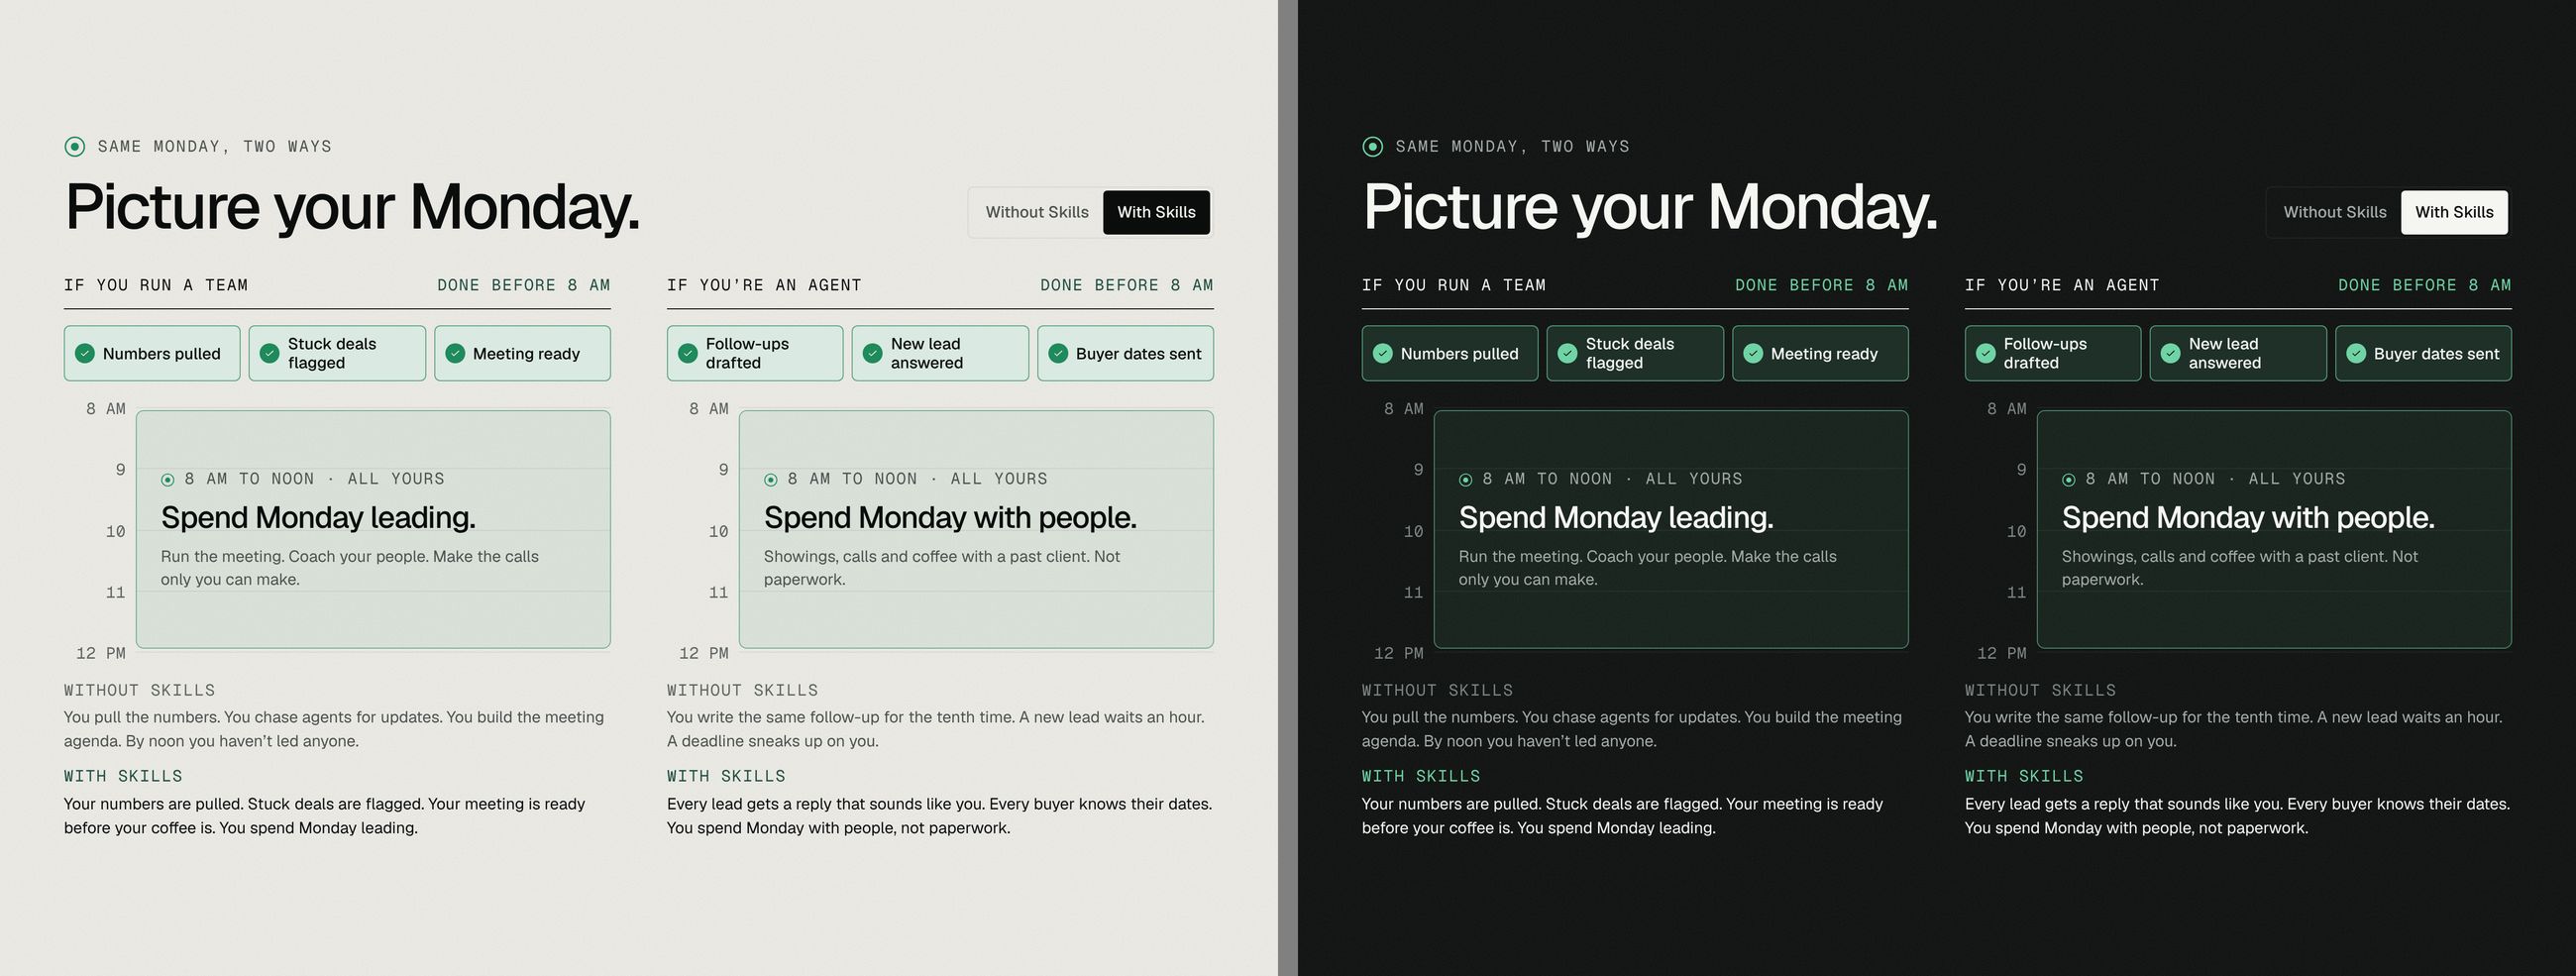 SAME MONDAY, TWO WAYS
Picture your Monday.
Without Skills
With Skills
IF YOU RUN A TEAM
DONE BEFORE 8 AM
Numbers pulled
Stuck deals
flagged
Meeting ready
8 AM
9
10
11
12 PM
8 AM TO NOON · ALL YOURS
Spend Monday leading.
Run the meeting. Coach your people. Make the calls
only you can make.
WITHOUT SKILLS
You pull the numbers. You chase agents for updates. You build the meeting
agenda. By noon you haven’t led anyone.
WITH SKILLS
Your numbers are pulled. Stuck deals are flagged. Your meeting is ready
before your coffee is. You spend Monday leading.
IF YOU’RE AN AGENT
DONE BEFORE 8 AM
Follow-ups
drafted
New lead
answered
Buyer dates sent
8 AM
9
10
11
12 PM
8 AM TO NOON · ALL YOURS
Spend Monday with people.
Showings, calls and coffee with a past client. Not
paperwork.
WITHOUT SKILLS
You write the same follow-up for the tenth time. A new lead waits an hour.
A deadline sneaks up on you.
WITH SKILLS
Every lead gets a reply that sounds like you. Every buyer knows their dates.
You spend Monday with people, not paperwork.
SAME MONDAY, TWO WAYS
Picture your Monday.
Without Skills
With Skills
IF YOU RUN A TEAM
DONE BEFORE 8 AM
Numbers pulled
Stuck deals
flagged
Meeting ready
8 AM
9
10
11
12 PM
8 AM TO NOON · ALL YOURS
Spend Monday leading.
Run the meeting. Coach your people. Make the calls
only you can make.
WITHOUT SKILLS
You pull the numbers. You chase agents for updates. You build the meeting
agenda. By noon you haven’t led anyone.
WITH SKILLS
Your numbers are pulled. Stuck deals are flagged. Your meeting is ready
before your coffee is. You spend Monday leading.
IF YOU’RE AN AGENT
DONE BEFORE 8 AM
Follow-ups
drafted
New lead
answered
Buyer dates sent
8 AM
9
10
11
12 PM
8 AM TO NOON · ALL YOURS
Spend Monday with people.
Showings, calls and coffee with a past client. Not
paperwork.
WITHOUT SKILLS
You write the same follow-up for the tenth time. A new lead waits an hour.
A deadline sneaks up on you.
WITH SKILLS
Every lead gets a reply that sounds like you. Every buyer knows their dates.
You spend Monday with people, not paperwork.